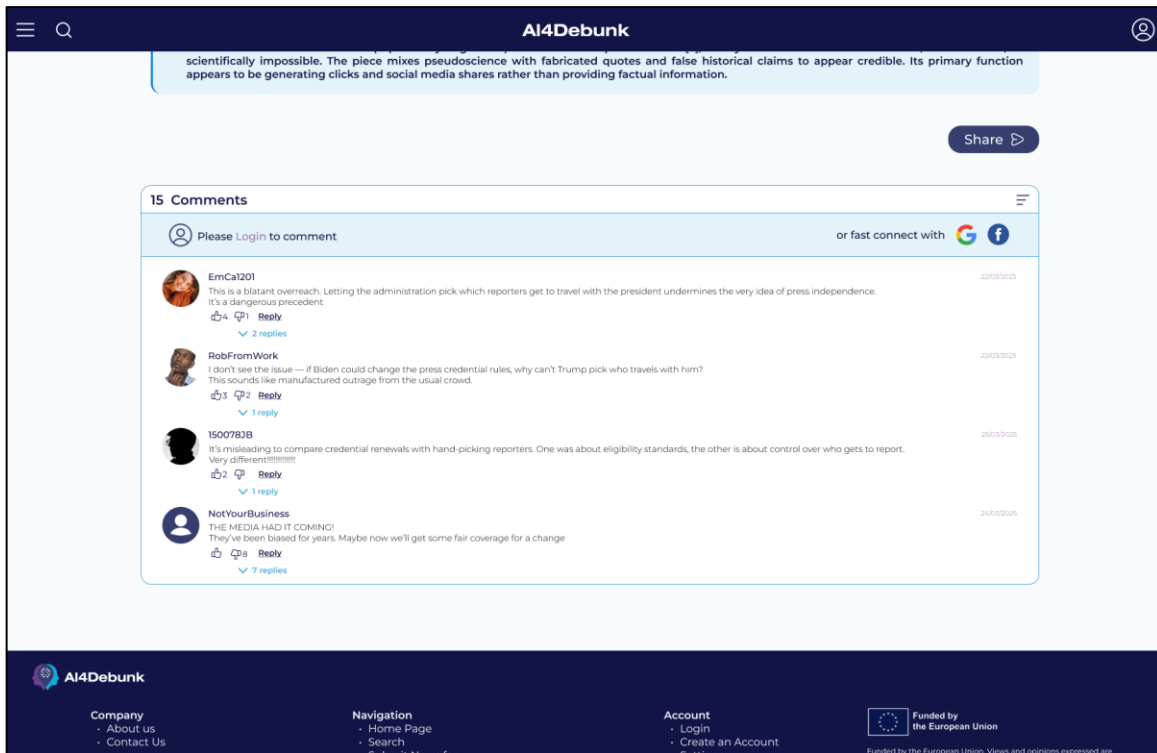 AI4Debunk
scientifically impossible. The piece mixes pseudoscience with fabricated quotes and false historical claims to appear credible. Its primary function
appears to be generating clicks and social media shares rather than providing factual information.
Share
15 Comments
Please Login to comment
or fast connect with
EmCa1201
22/03/2025
This is a blatant overreach. Letting the administration pick which reporters get to travel with the president undermines the very idea of press independence.
It's a dangerous precedent
4 1 Reply
2 replies
RobFromWork
22/03/2025
I don't see the issue — if Biden could change the press credential rules, why can't Trump pick who travels with him?
This sounds like manufactured outrage from the usual crowd.
3 2 Reply
1 reply
150078JB
25/03/2025
It's misleading to compare credential renewals with hand-picking reporters. One was about eligibility standards, the other is about control over who gets to report.
Very different!!!!!!!!!!!!!
2 Reply
1 reply
NotYourBusiness
24/03/2025
THE MEDIA HAD IT COMING!
They've been biased for years. Maybe now we'll get some fair coverage for a change
8 Reply
7 replies
AI4Debunk
Company
· About us
· Contact Us
Navigation
· Home Page
· Search
Account
· Login
· Create an Account
Funded by
the European Union
Funded by the European Union. Views and opinions expressed are